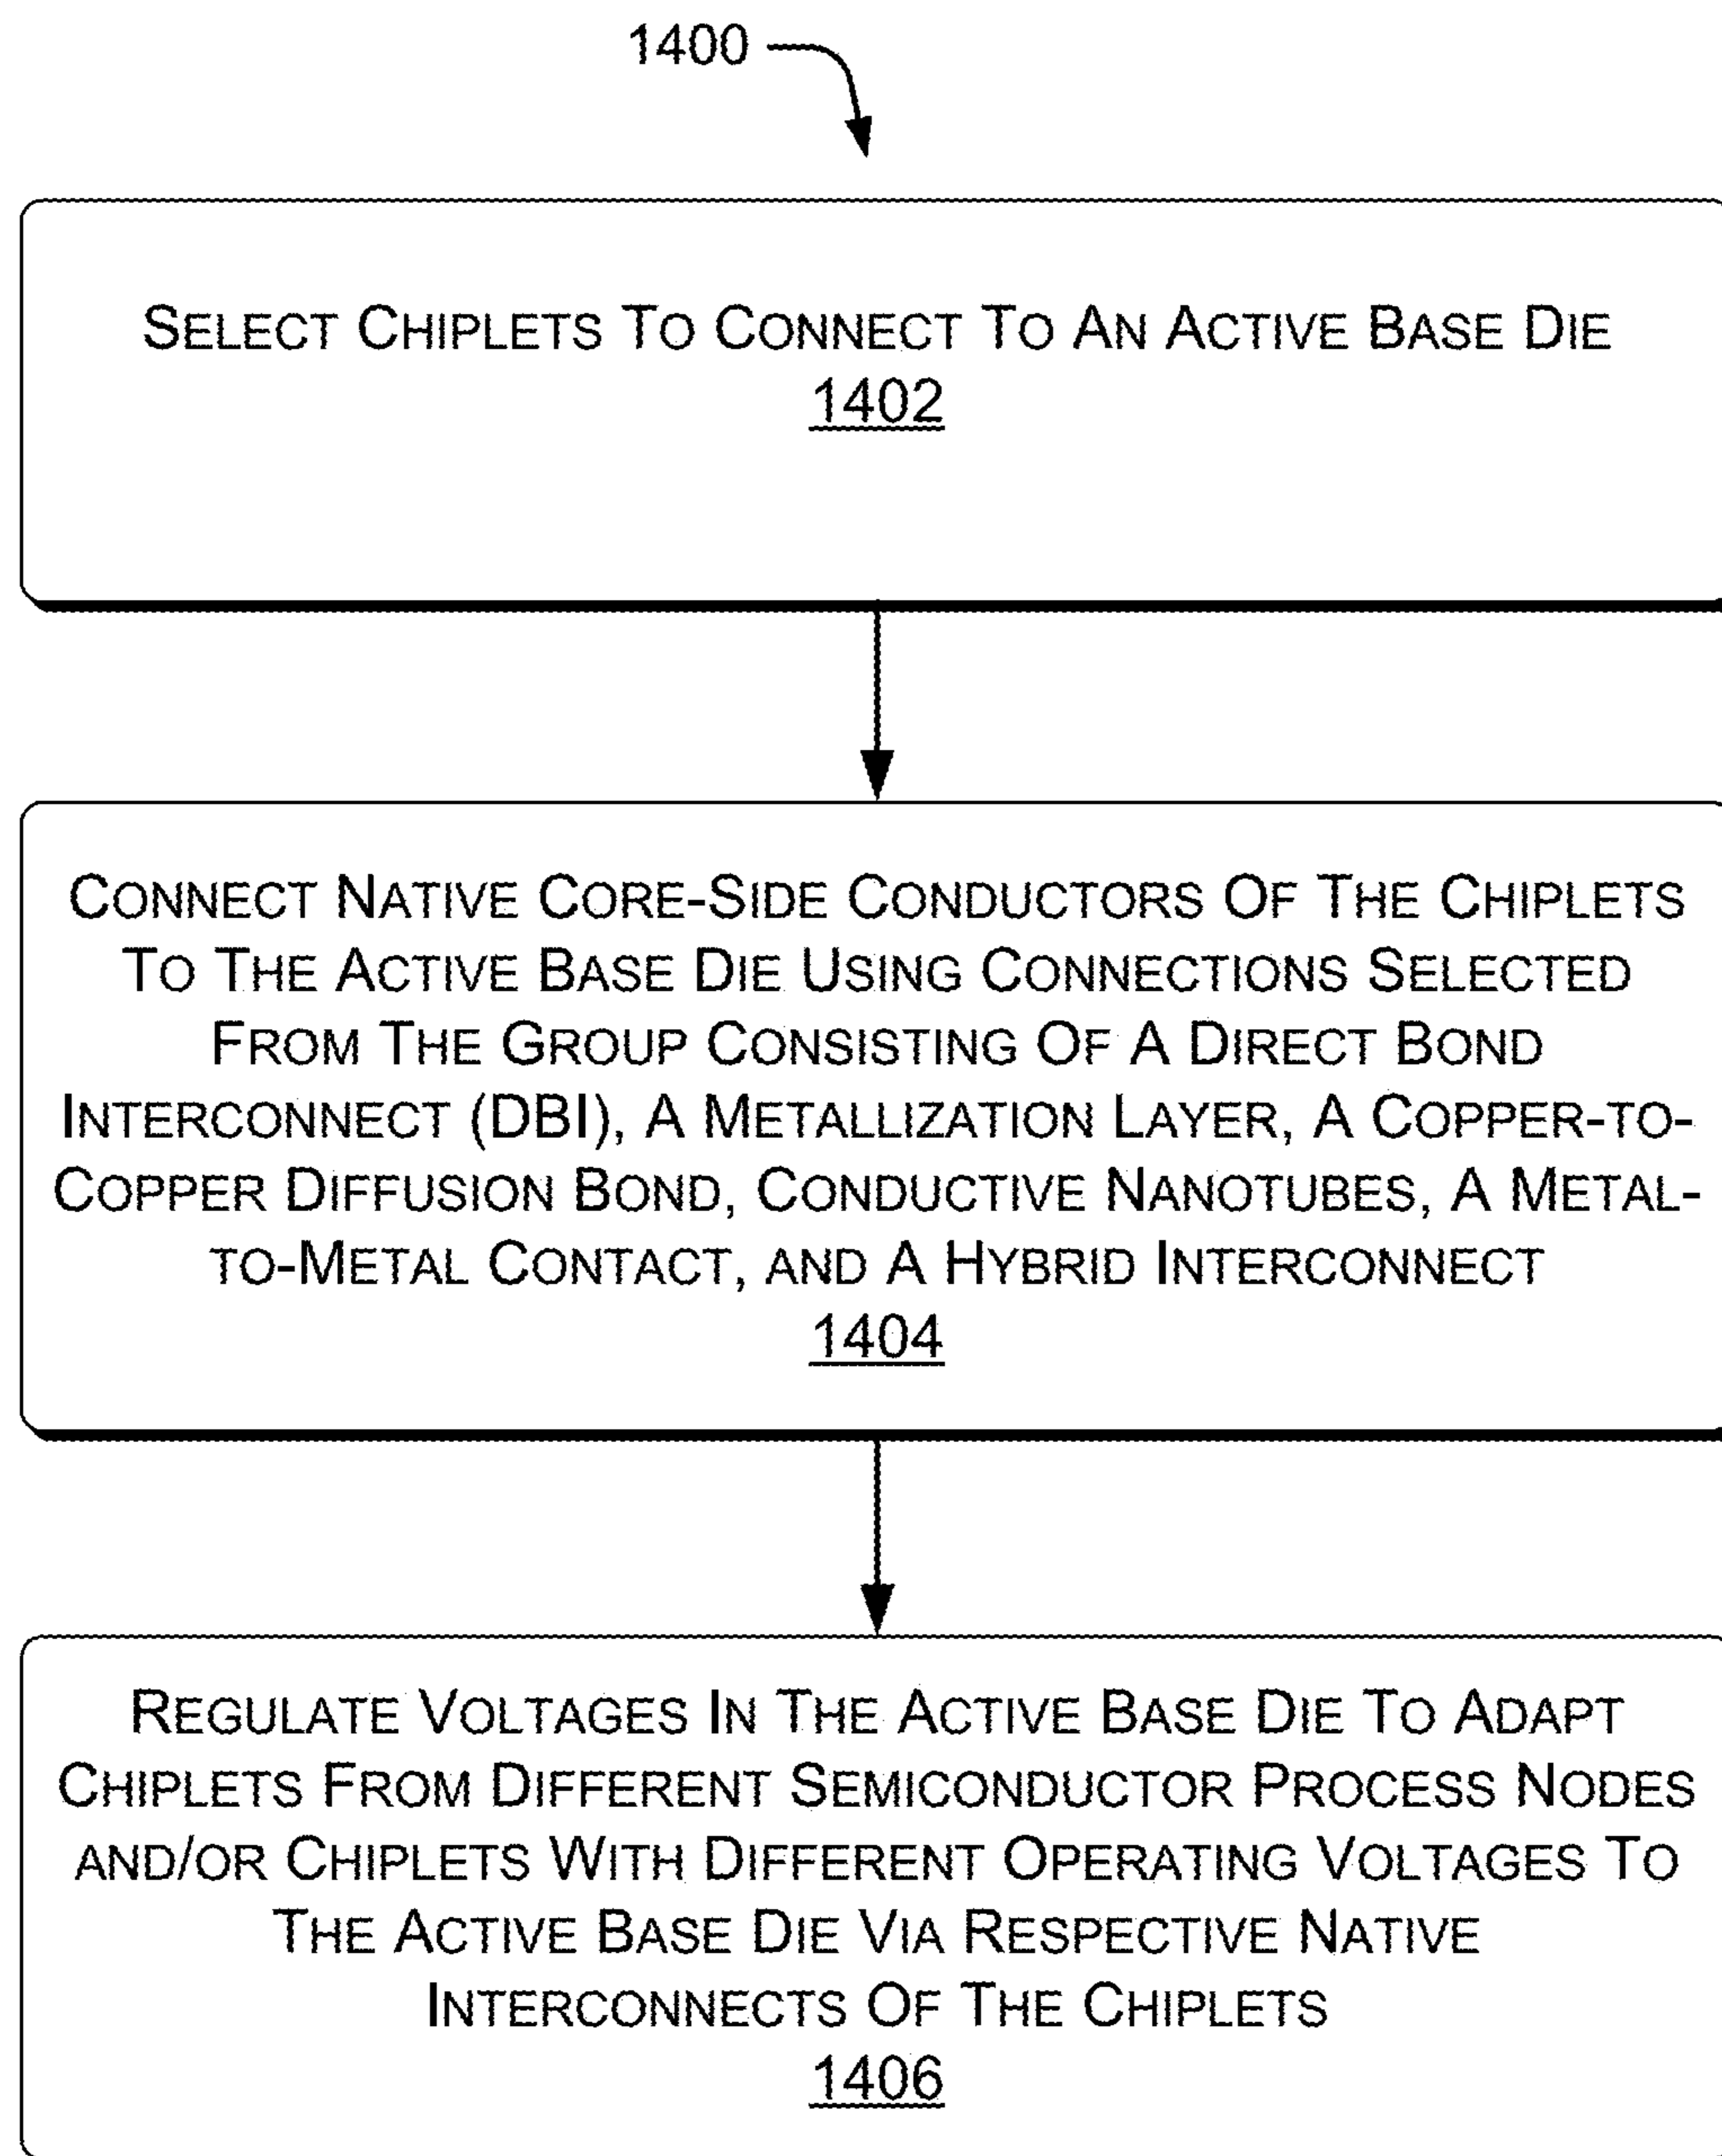 1400
SELECT CHIPLETS TO CONNECT TO AN ACTIVE BASE DIE
1402
CONNECT NATIVE CORE-SIDE CONDUCTORS OF THE CHIPLETS
TO THE ACTIVE BASE DIE USING CONNECTIONS SELECTED
FROM THE GROUP CONSISTING OF A DIRECT BOND
INTERCONNECT (DBI), A METALLIZATION LAYER, A COPPER-TO-
COPPER DIFFUSION BOND, CONDUCTIVE NANOTUBES, A METAL-
TO-METAL CONTACT, AND A HYBRID INTERCONNECT
1404
REGULATE VOLTAGES IN THE ACTIVE BASE DIE TO ADAPT
CHIPLETS FROM DIFFERENT SEMICONDUCTOR PROCESS NODES
AND/OR CHIPLETS WITH DIFFERENT OPERATING VOLTAGES TO
THE ACTIVE BASE DIE VIA RESPECTIVE NATIVE
INTERCONNECTS OF THE CHIPLETS
1406